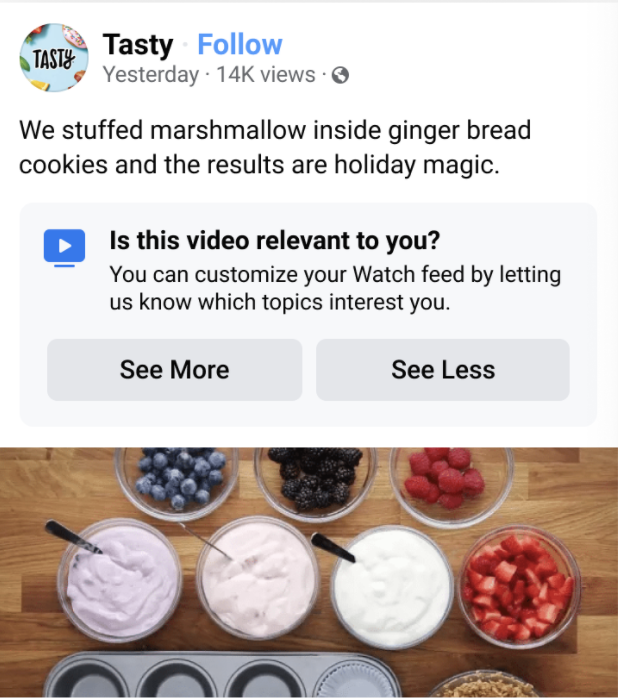 TASTY
Tasty · Follow
Yesterday · 14K views ·
We stuffed marshmallow inside ginger bread
cookies and the results are holiday magic.
Is this video relevant to you?
You can customize your Watch feed by letting
us know which topics interest you.
See More
See Less